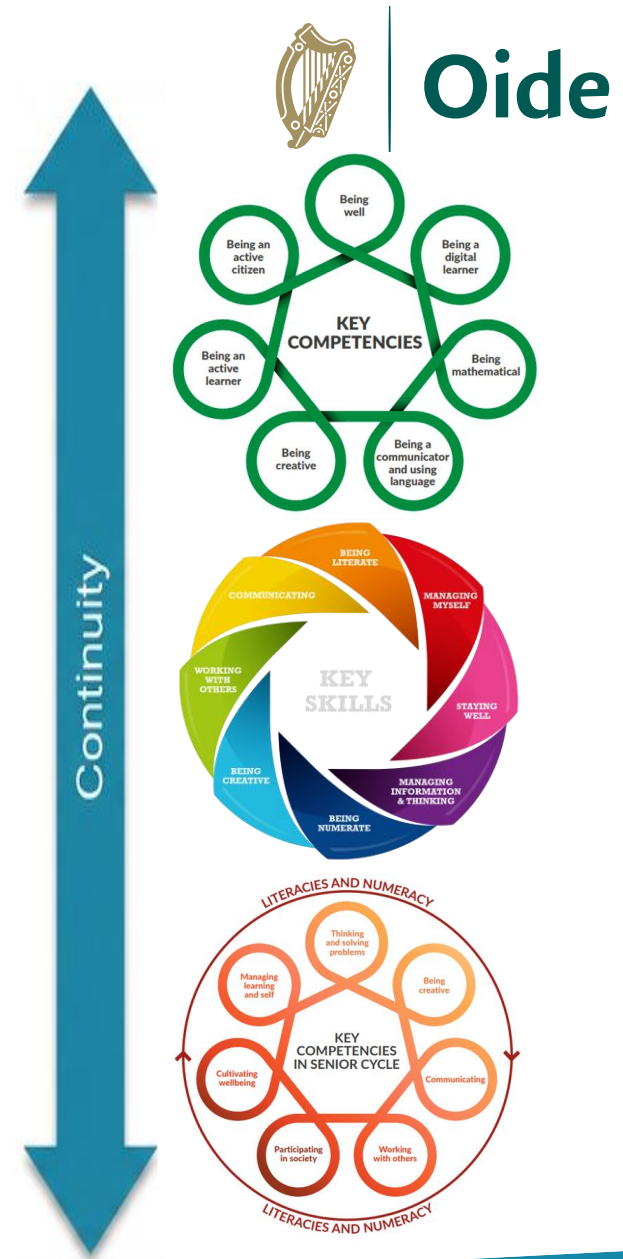 Oide
Continuity
Being
well
Being a
digital
learner
Being
mathematical
Being a
communicator
and using
language
Being
creative
Being an
active
learner
Being an
active
citizen
KEY
COMPETENCIES
BEING
LITERATE
MANAGING
MYSELF
STAYING
WELL
MANAGING
INFORMATION
& THINKING
BEING
NUMERATE
BEING
CREATIVE
WORKING
WITH
OTHERS
COMMUNICATING
KEY
SKILLS
LITERACIES AND NUMERACY
Thinking
and solving
problems
Being
creative
Communicating
Working
with others
Participating
in society
Cultivating
wellbeing
Managing
learning
and self
KEY
COMPETENCIES
IN SENIOR CYCLE
LITERACIES AND NUMERACY